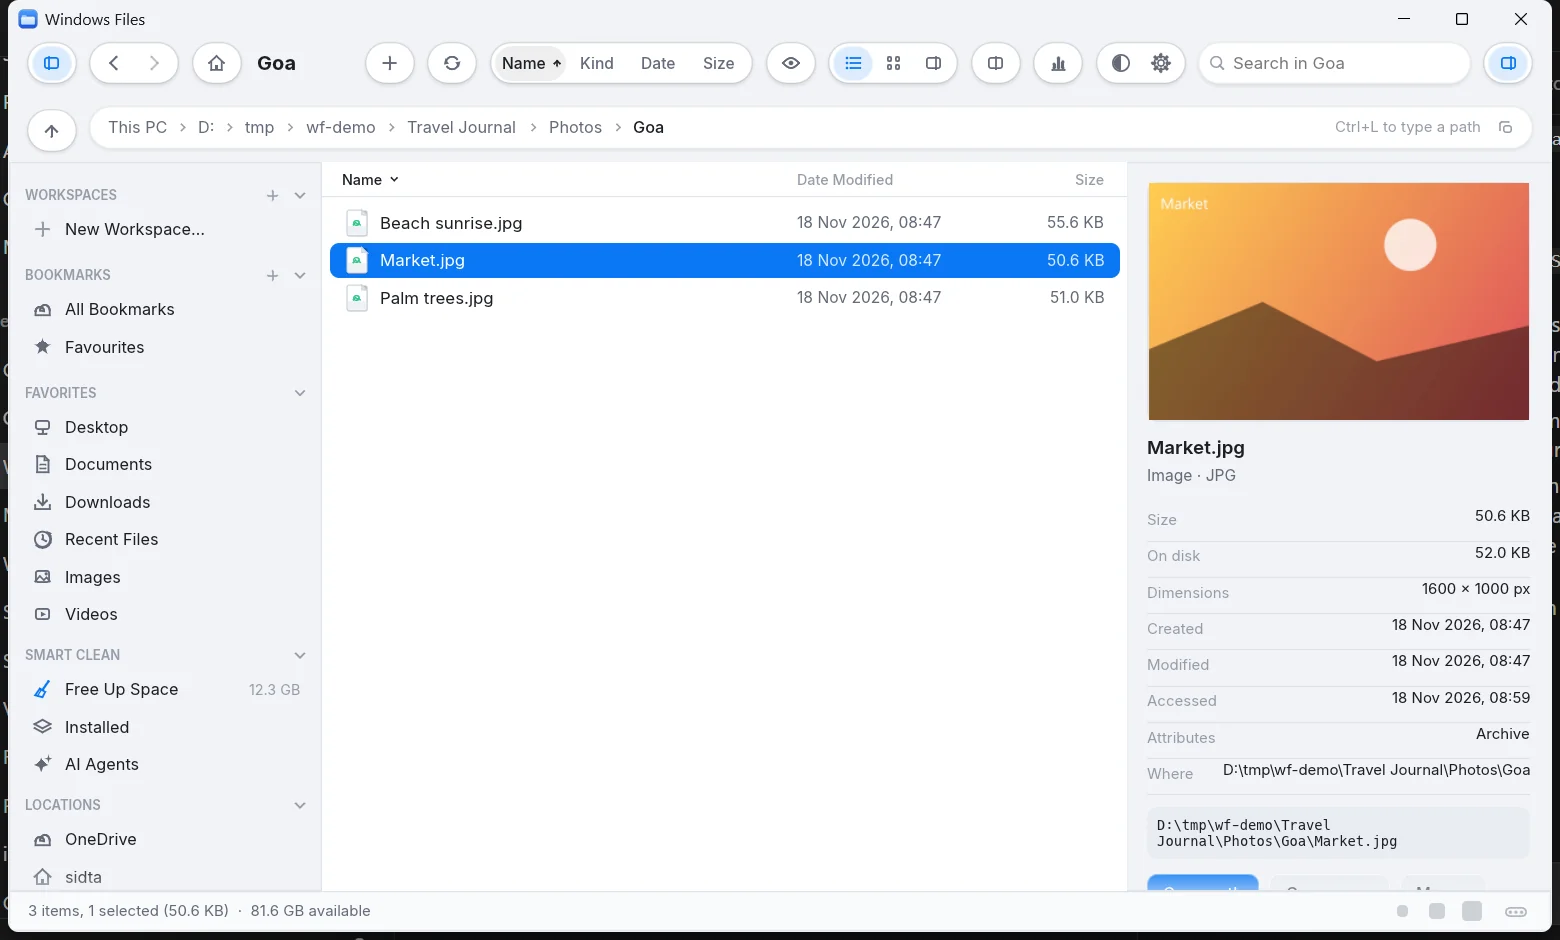 Windows Files
Goa
Name Kind Date Size
Search in Goa
This PC D: tmp wf-demo Travel Journal Photos Goa
Ctrl+L to type a path
WORKSPACES
New Workspace...
BOOKMARKS
All Bookmarks
Favourites
FAVORITES
Desktop
Documents
Downloads
Recent Files
Images
Videos
SMART CLEAN
Free Up Space 12.3 GB
Installed
AI Agents
LOCATIONS
OneDrive
sidta
Name Date Modified Size
Beach sunrise.jpg 18 Nov 2026, 08:47 55.6 KB
Market.jpg 18 Nov 2026, 08:47 50.6 KB
Palm trees.jpg 18 Nov 2026, 08:47 51.0 KB
Market
Market.jpg
Image · JPG
Size 50.6 KB
On disk 52.0 KB
Dimensions 1600 × 1000 px
Created 18 Nov 2026, 08:47
Modified 18 Nov 2026, 08:47
Accessed 18 Nov 2026, 08:59
Attributes Archive
Where D:\tmp\wf-demo\Travel Journal\Photos\Goa
D:\tmp\wf-demo\Travel
Journal\Photos\Goa\Market.jpg
3 items, 1 selected (50.6 KB) · 81.6 GB available